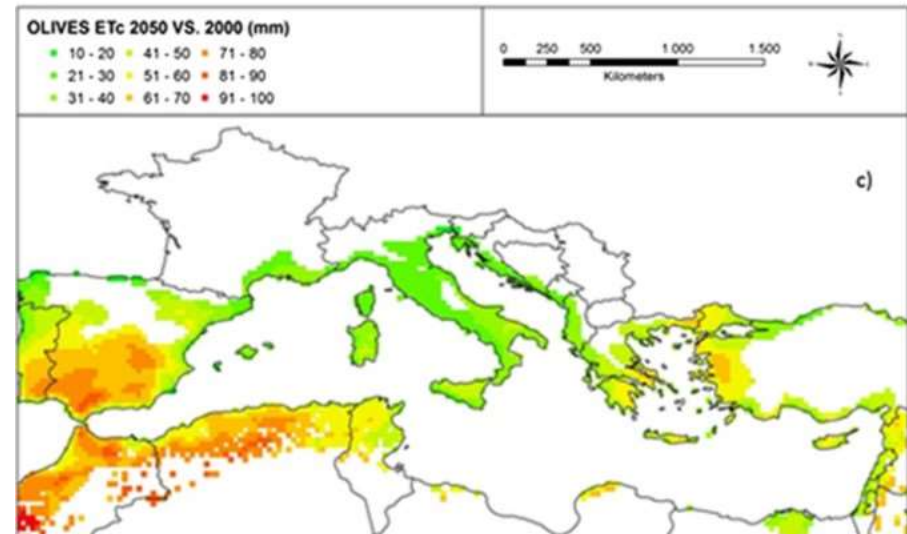 OLIVES ETc 2050 VS. 2000 (mm)
10 - 20 41 - 50 71 - 80
21 - 30 51 - 60 81 - 90
31 - 40 61 - 70 91 - 100
0 250 500 1 000 1.500
Kilometers
c)